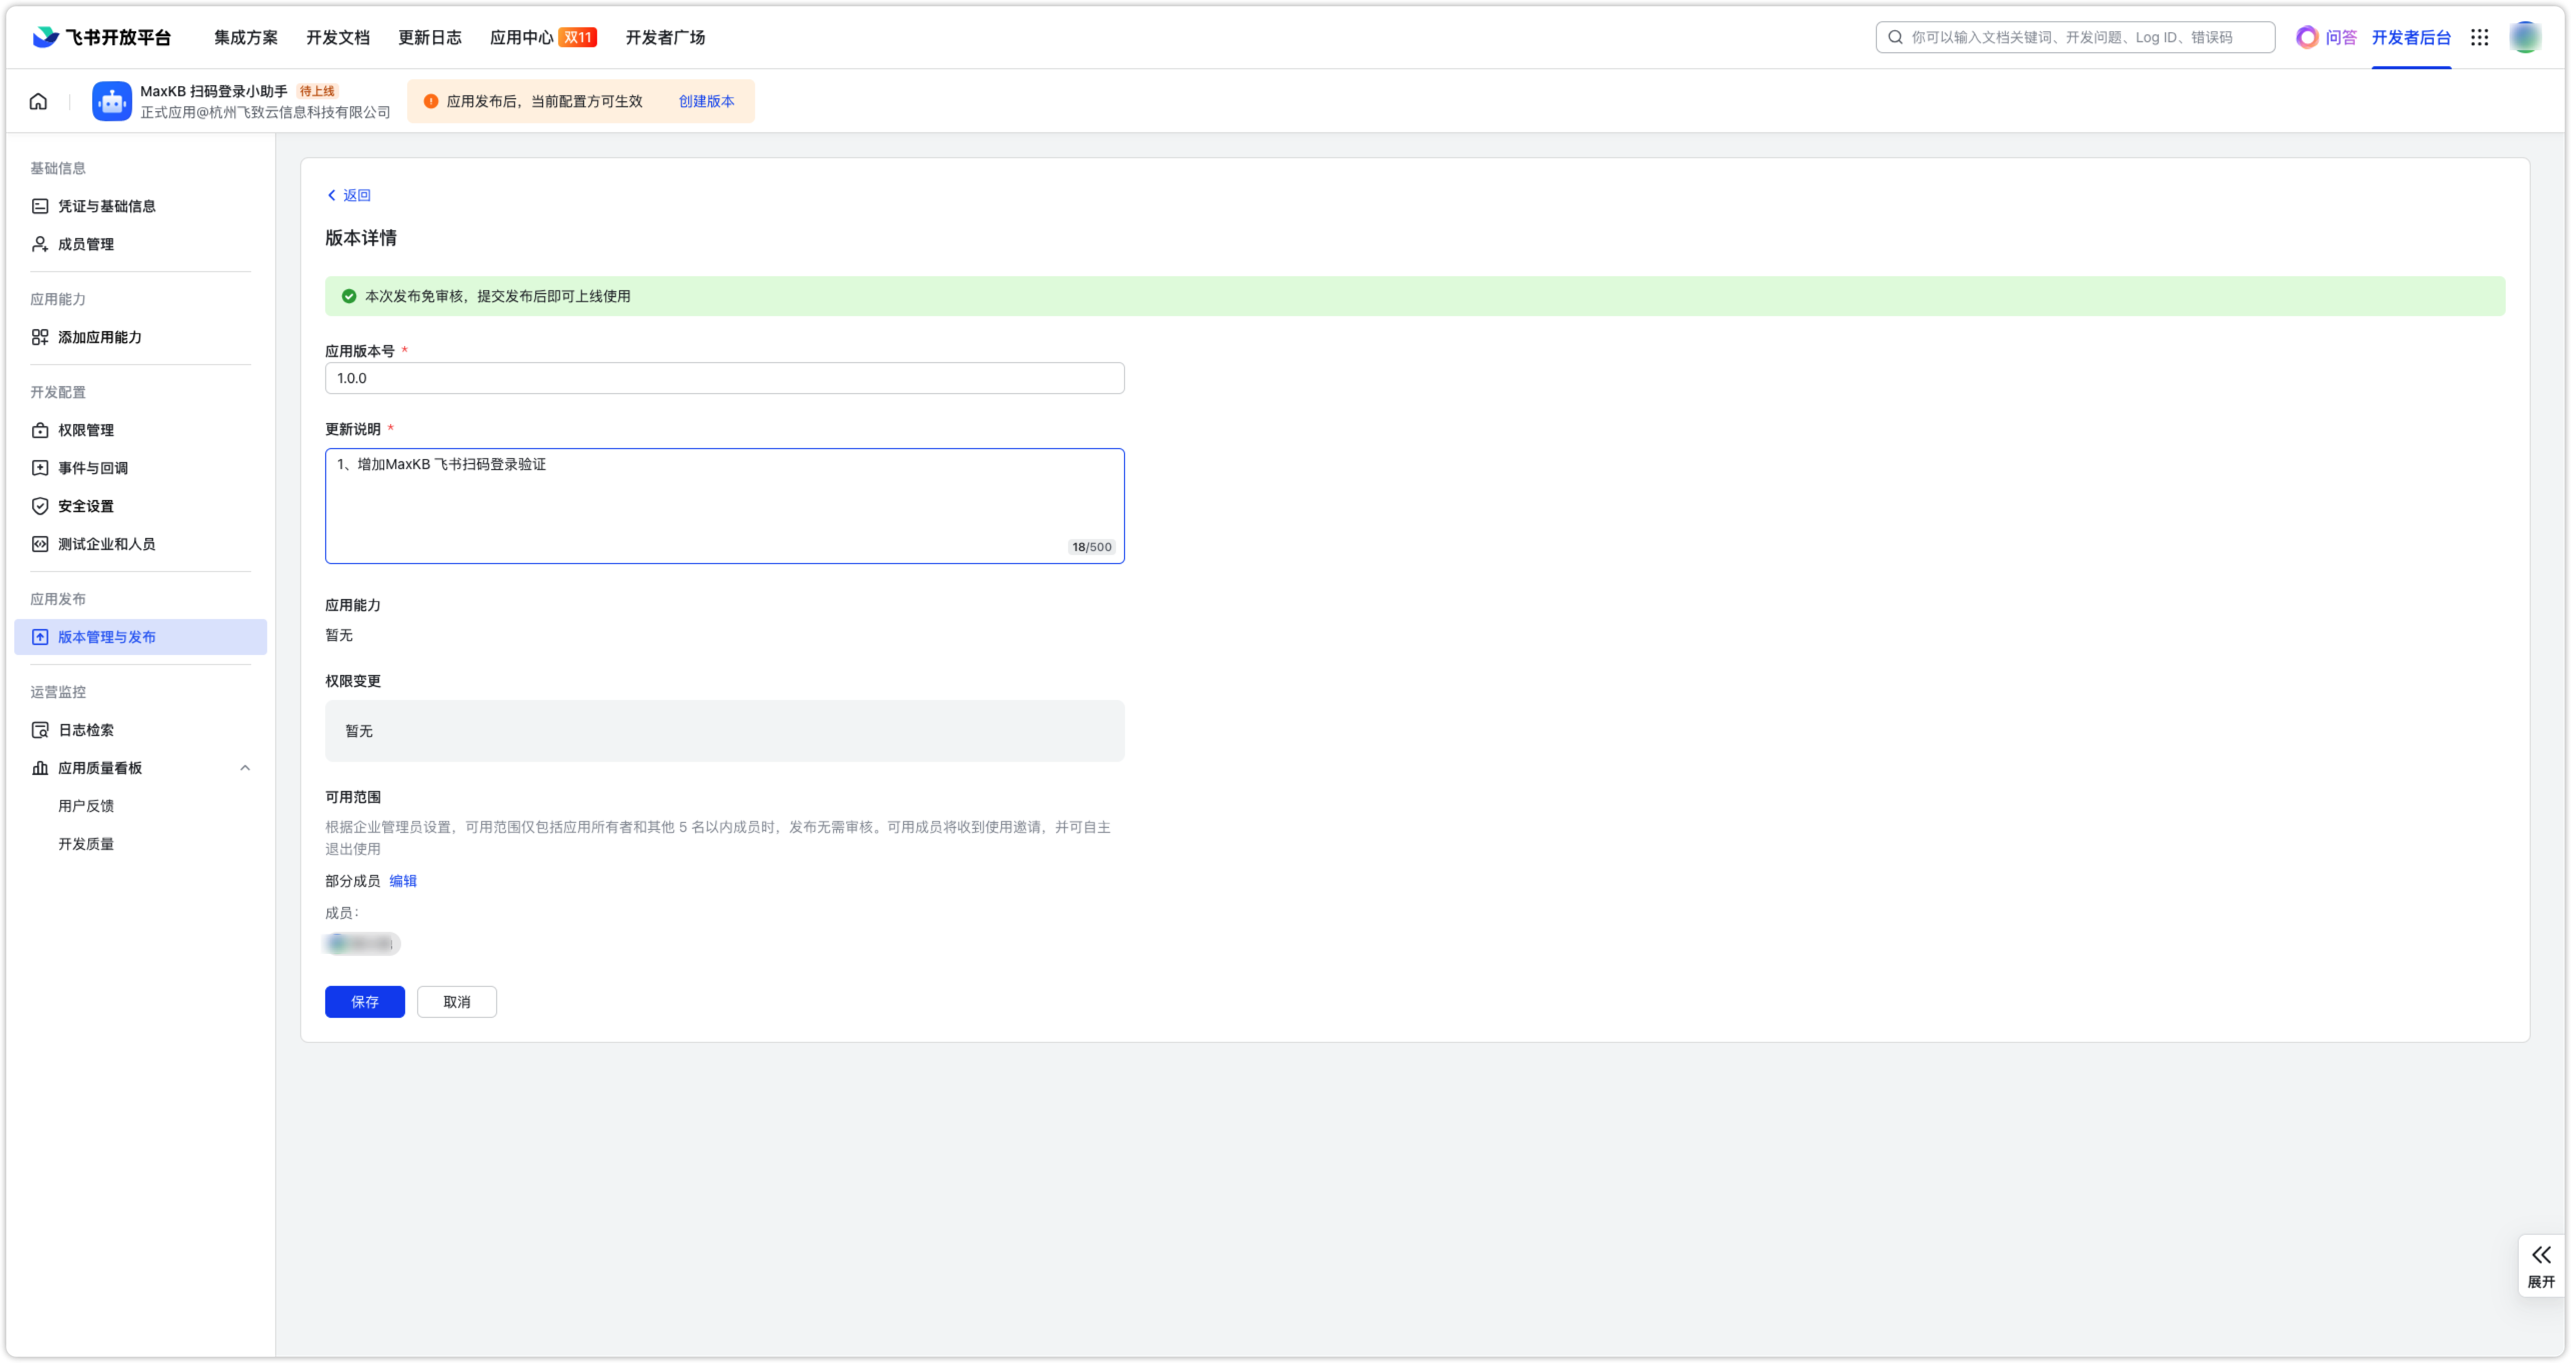 飞书开放平台 集成方案 开发文档 更新日志 应用中心 双11 开发者广场 你可以输入文档关键词、开发问题、Log ID、错误码 问答 开发者后台
MaxKB 扫码登录小助手 待上线
正式应用@杭州飞致云信息科技有限公司
应用发布后，当前配置方可生效 创建版本
基础信息
凭证与基础信息
成员管理
应用能力
添加应用能力
开发配置
权限管理
事件与回调
安全设置
测试企业和人员
应用发布
版本管理与发布
运营监控
日志检索
应用质量看板
用户反馈
开发质量
返回
版本详情
本次发布免审核，提交发布后即可上线使用
应用版本号 *
1.0.0
更新说明 *
1、增加MaxKB 飞书扫码登录验证
18/500
应用能力
暂无
权限变更
暂无
可用范围
根据企业管理员设置，可用范围仅包括应用所有者和其他 5 名以内成员时，发布无需审核。可用成员将收到使用邀请，并可自主
退出使用
部分成员 编辑
成员：
保存 取消
展开